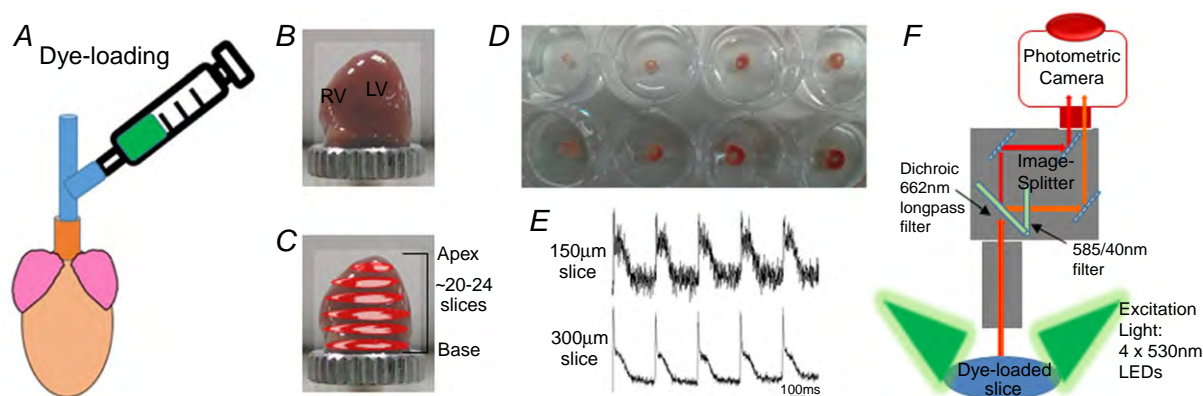 A
Dye-loading
B
RV
LV
C
Apex
~20-24
slices
Base
D
E
150μm
slice
300μm
slice
100ms
F
Photometric
Camera
Image-
Splitter
Dichroic
662nm
longpass
filter
585/40nm
filter
Excitation
Light:
4 x 530nm
LEDs
Dye-loaded
slice